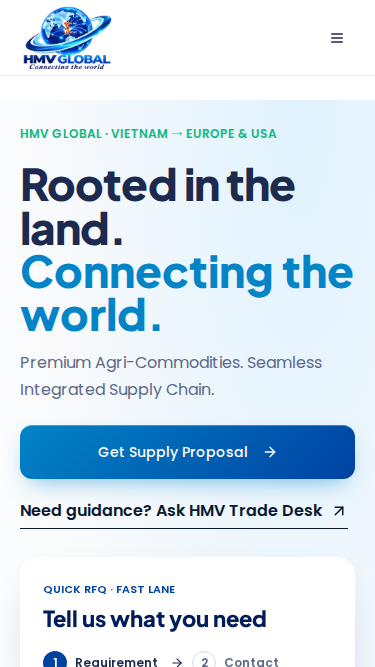 HMV GLOBAL
Connecting the world
HMV GLOBAL · VIETNAM → EUROPE & USA
Rooted in the
land.
Connecting the
world.
Premium Agri-Commodities. Seamless
Integrated Supply Chain.
Get Supply Proposal →
Need guidance? Ask HMV Trade Desk ↗
QUICK RFQ · FAST LANE
Tell us what you need
1 Requirement → 2 Contact